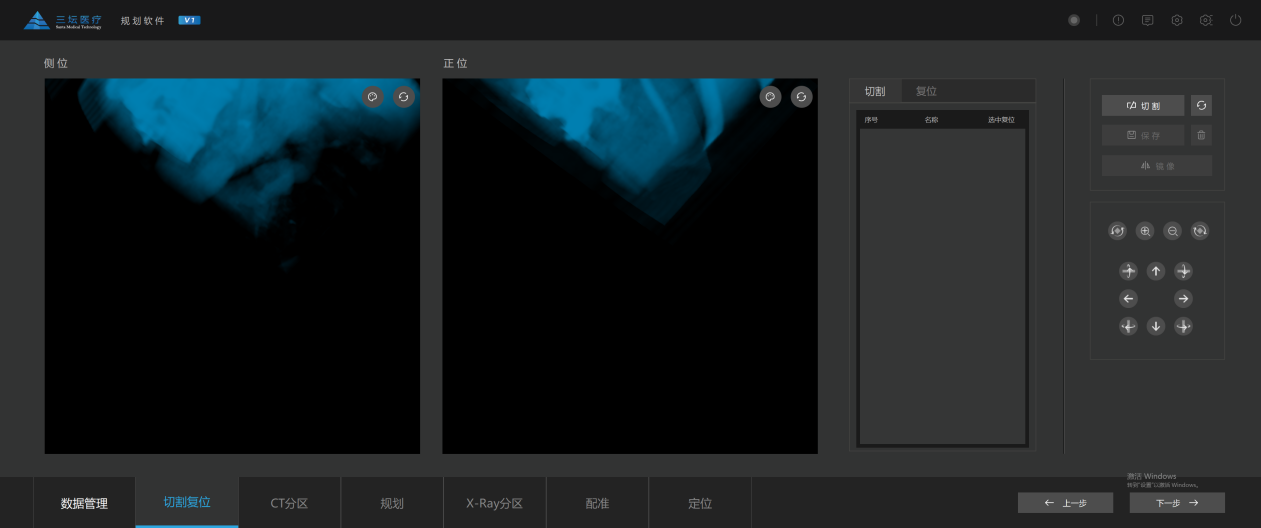 三坛医疗
Santa Medical Technology
规划软件 V1
侧位
正位
切割 复位
序号 名称 选中复位
切割
保存
镜像
激活 Windows
转到"设置"以激活 Windows。
数据管理 切割复位 CT分区 规划 X-Ray分区 配准 定位
上一步 下一步